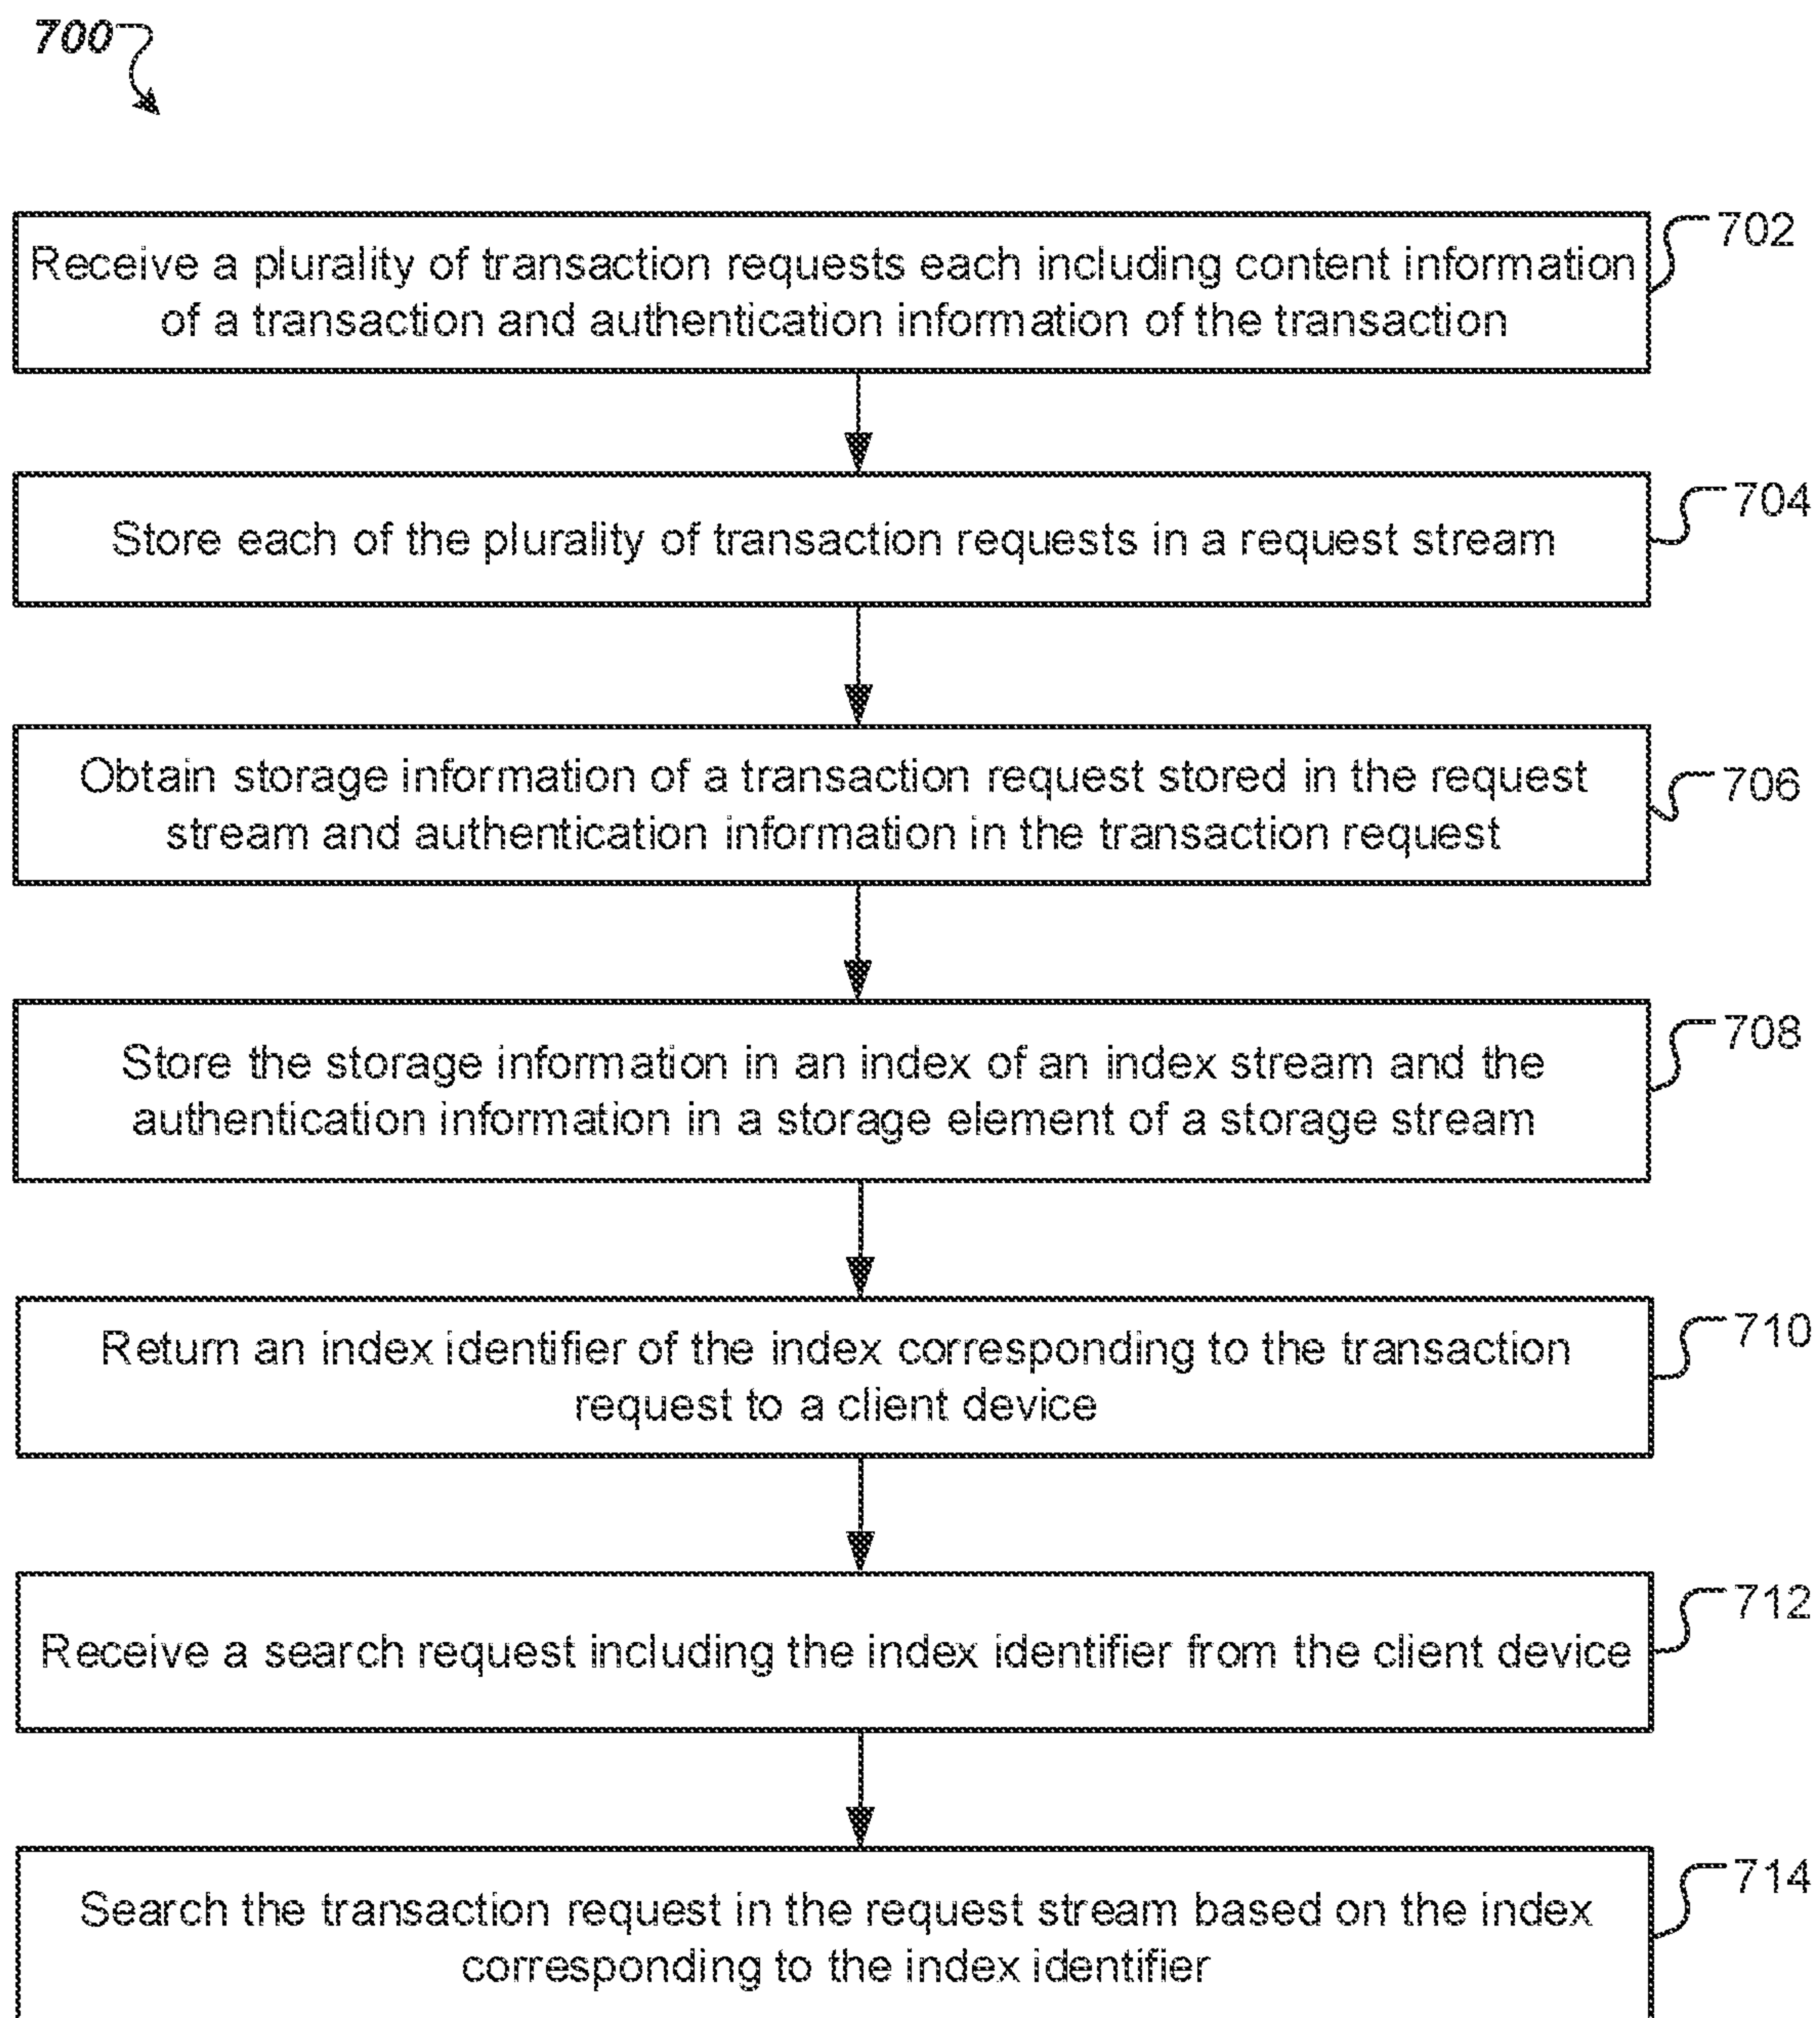 700
Receive a plurality of transaction requests each including content information
of a transaction and authentication information of the transaction
702
Store each of the plurality of transaction requests in a request stream
704
Obtain storage information of a transaction request stored in the request
stream and authentication information in the transaction request
706
Store the storage information in an index of an index stream and the
authentication information in a storage element of a storage stream
708
Return an index identifier of the index corresponding to the transaction
request to a client device
710
Receive a search request including the index identifier from the client device
712
Search the transaction request in the request stream based on the index
corresponding to the index identifier
714